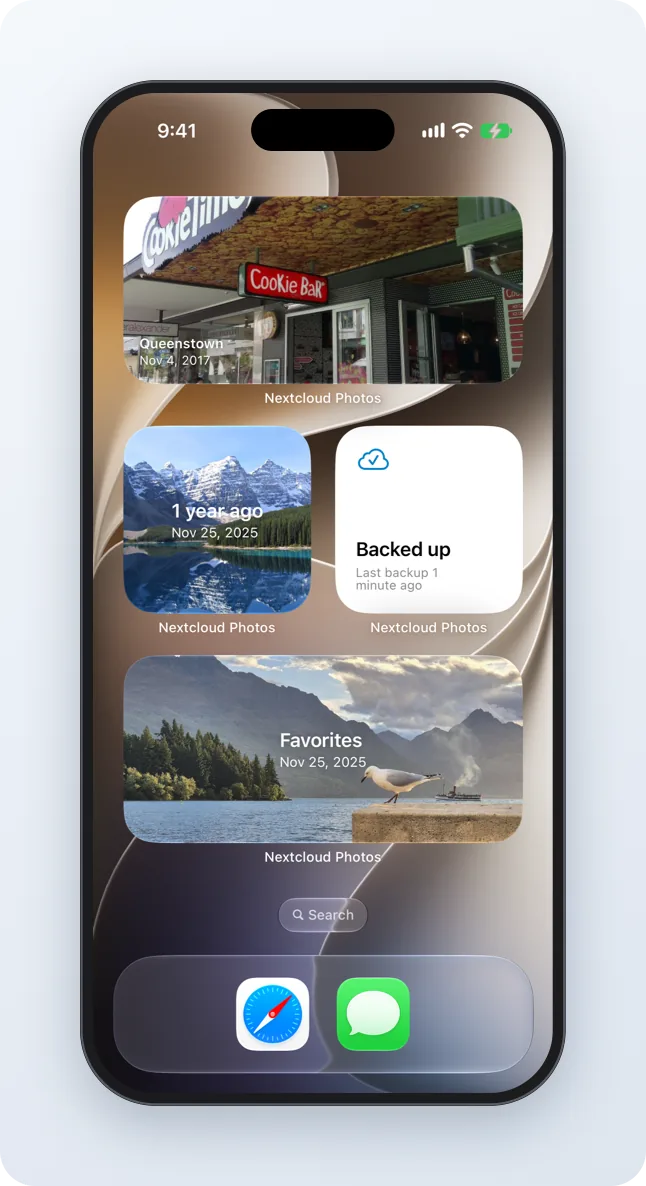 9:41
CookieTime
CooKie BaR
Queenstown
Nov 4, 2017
Nextcloud Photos
1 year ago
Nov 25, 2025
Backed up
Last backup 1
minute ago
Nextcloud Photos
Nextcloud Photos
Favorites
Nov 25, 2025
Nextcloud Photos
Search